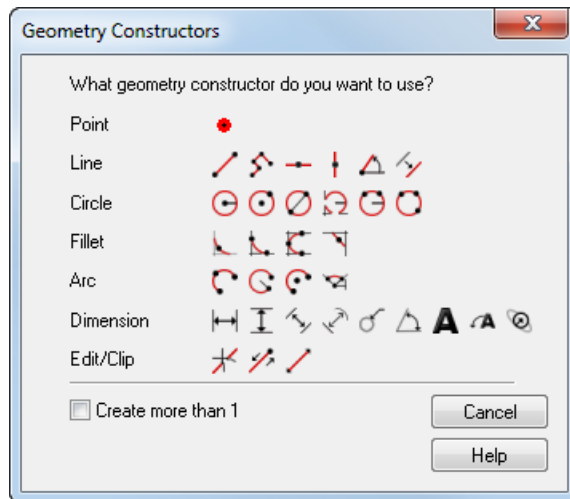 Geometry Constructors
What geometry constructor do you want to use?
Point
Line
Circle
Fillet
Arc
Dimension A A
Edit/Clip
Create more than 1
Cancel
Help